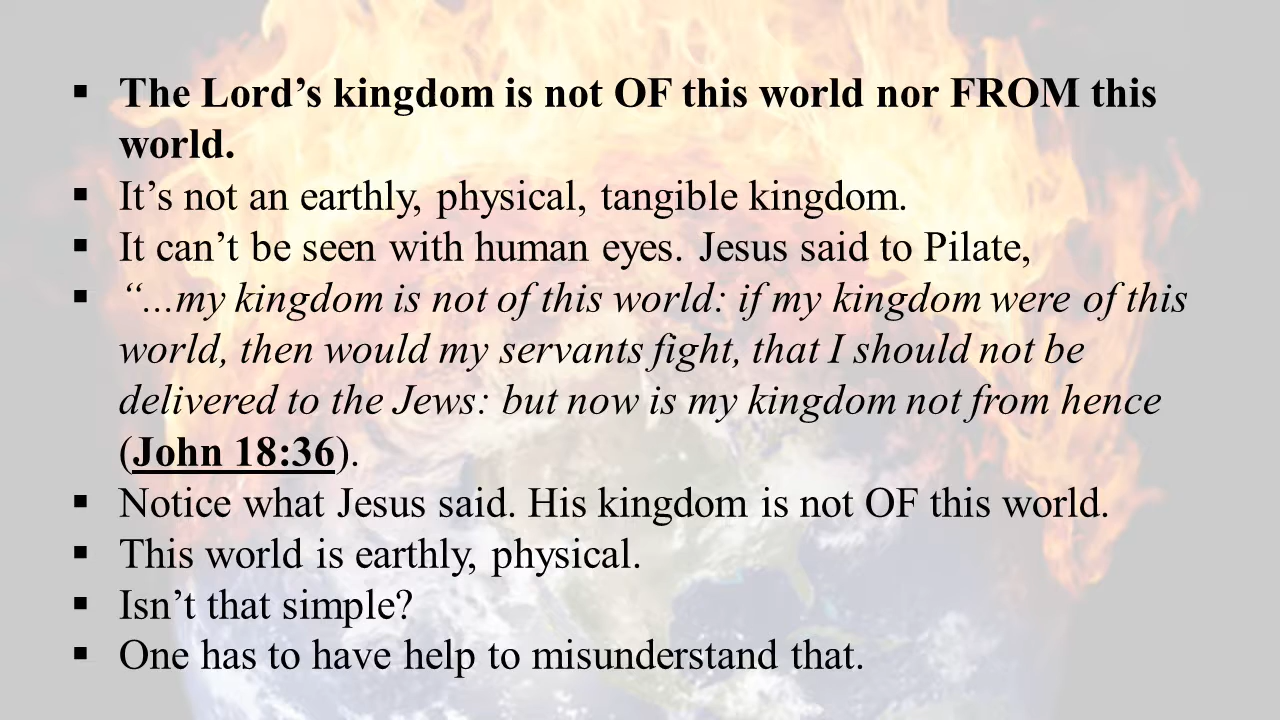 ▪ The Lord’s kingdom is not OF this world nor FROM this
world.
▪ It’s not an earthly, physical, tangible kingdom.
▪ It can’t be seen with human eyes. Jesus said to Pilate,
▪ “...my kingdom is not of this world: if my kingdom were of this
world, then would my servants fight, that I should not be
delivered to the Jews: but now is my kingdom not from hence
(John 18:36).
▪ Notice what Jesus said. His kingdom is not OF this world.
▪ This world is earthly, physical.
▪ Isn’t that simple?
▪ One has to have help to misunderstand that.